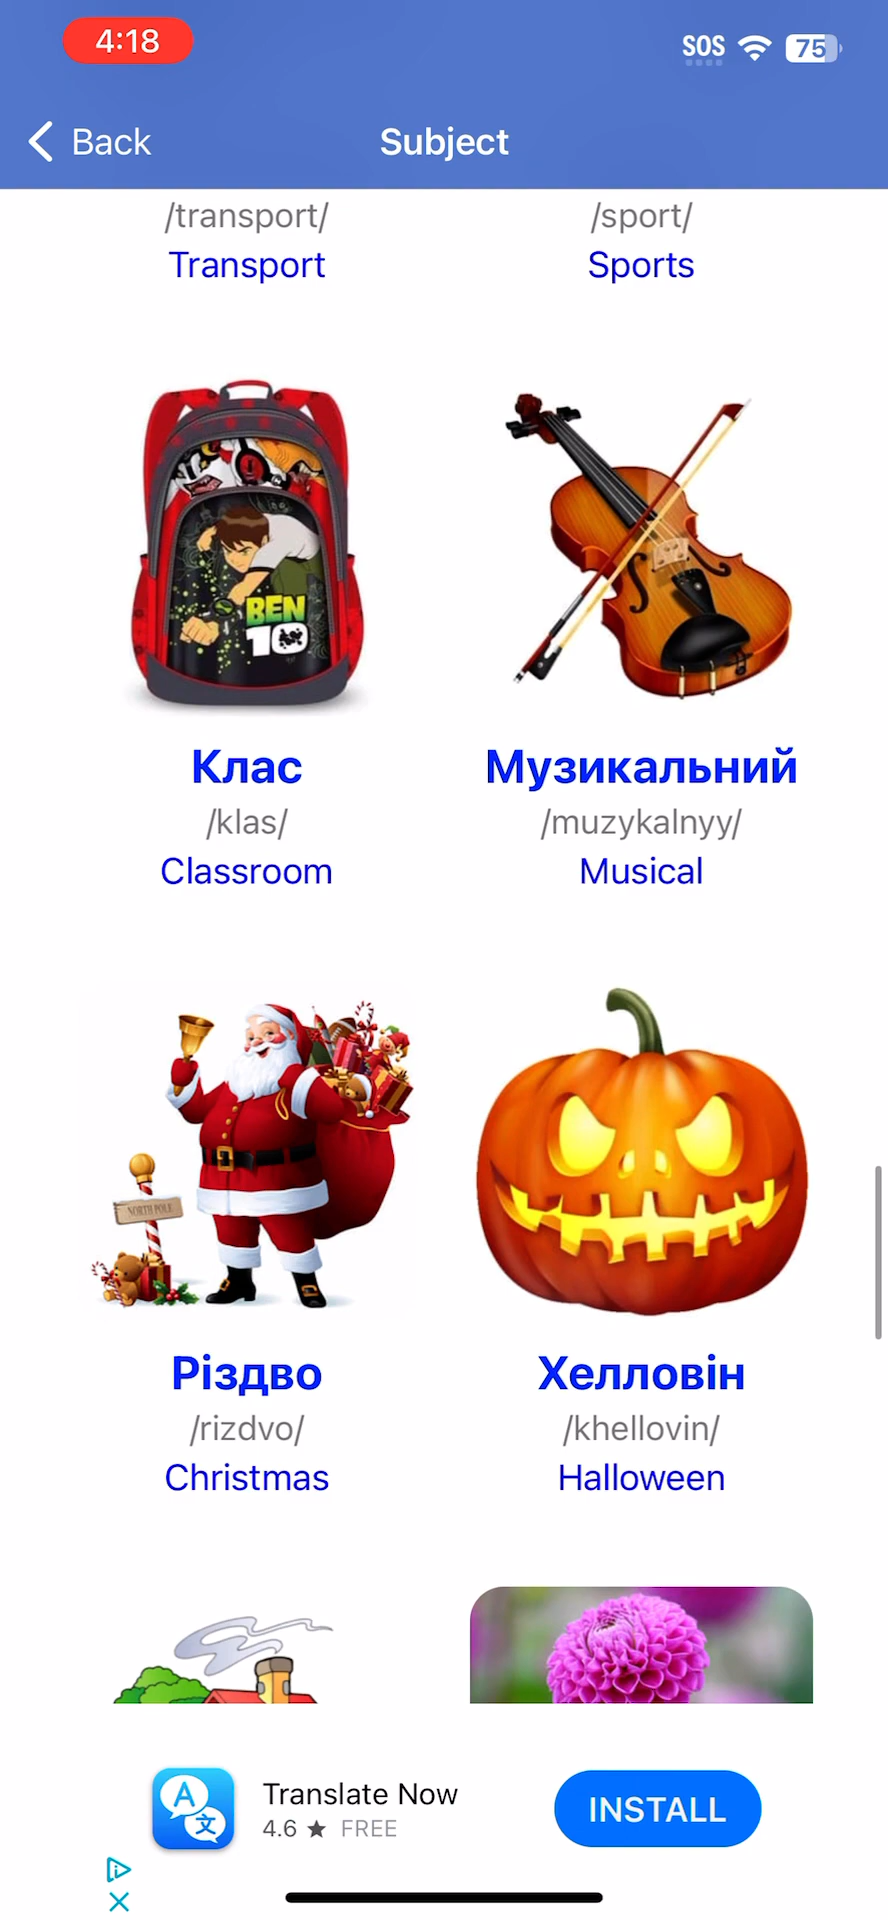 4:18
SOS
75
Back
Subject
/transport/
/sport/
Transport
Sports
BEN
10
Клас
Музикальний
/klas/
/muzykalnyy/
Classroom
Musical
NORTH POLE
Різдво
Хелловін
/rizdvo/
/khellovin/
Christmas
Halloween
A
文
Translate Now
4.6 ★ FREE
INSTALL